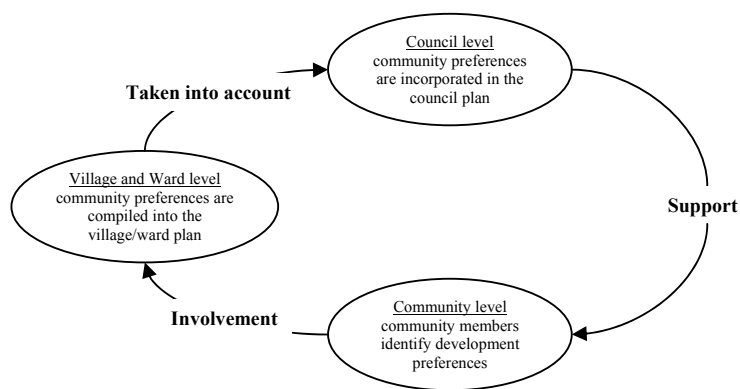 Council level
community preferences
are incorporated in the
council plan
Taken into account
Village and Ward level
community preferences are
compiled into the
village/ward plan
Support
Involvement
Community level
community members
identify development
preferences